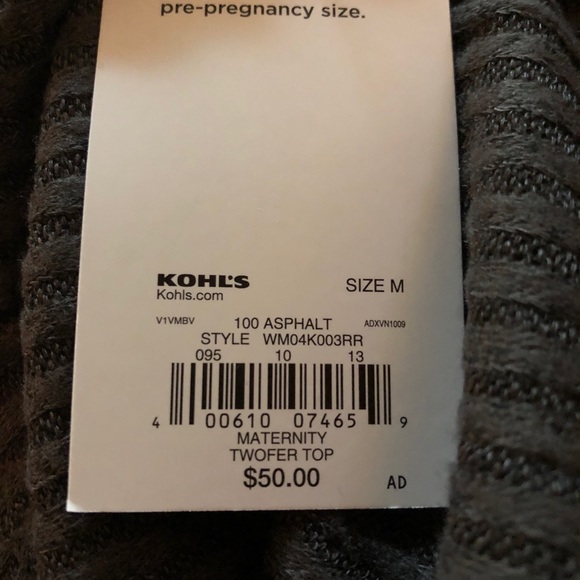 pre-pregnancy size.
KOHL'S
Kohls.com
SIZE M
V1VMBV 100 ASPHALT ADXVN1009
STYLE WM04K003RR
095 10 13
4 00610 07465 9
MATERNITY
TWOFER TOP
$50.00
AD